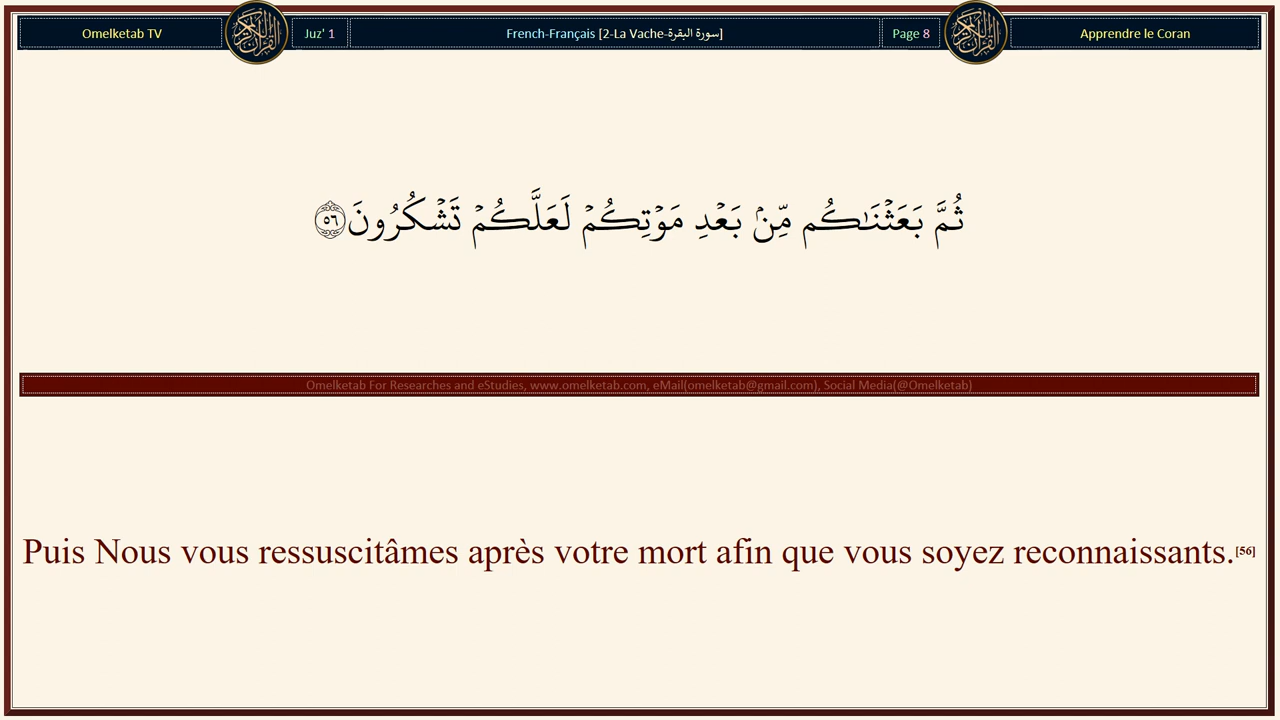 Omelketab TV
Juz' 1
French-Français [2-La Vache-سورة البقرة]
Page 8
Apprendre le Coran
ثُمَّ بَعَثْنَـٰكُم مِّنۢ بَعْدِ مَوْتِكُمْ لَعَلَّكُمْ تَشْكُرُونَ ٥٦
Omelketab For Researches and eStudies, www.omelketab.com, eMail(omelketab@gmail.com), Social Media(@Omelketab)
Puis Nous vous ressuscitâmes après votre mort afin que vous soyez reconnaissants.[56]